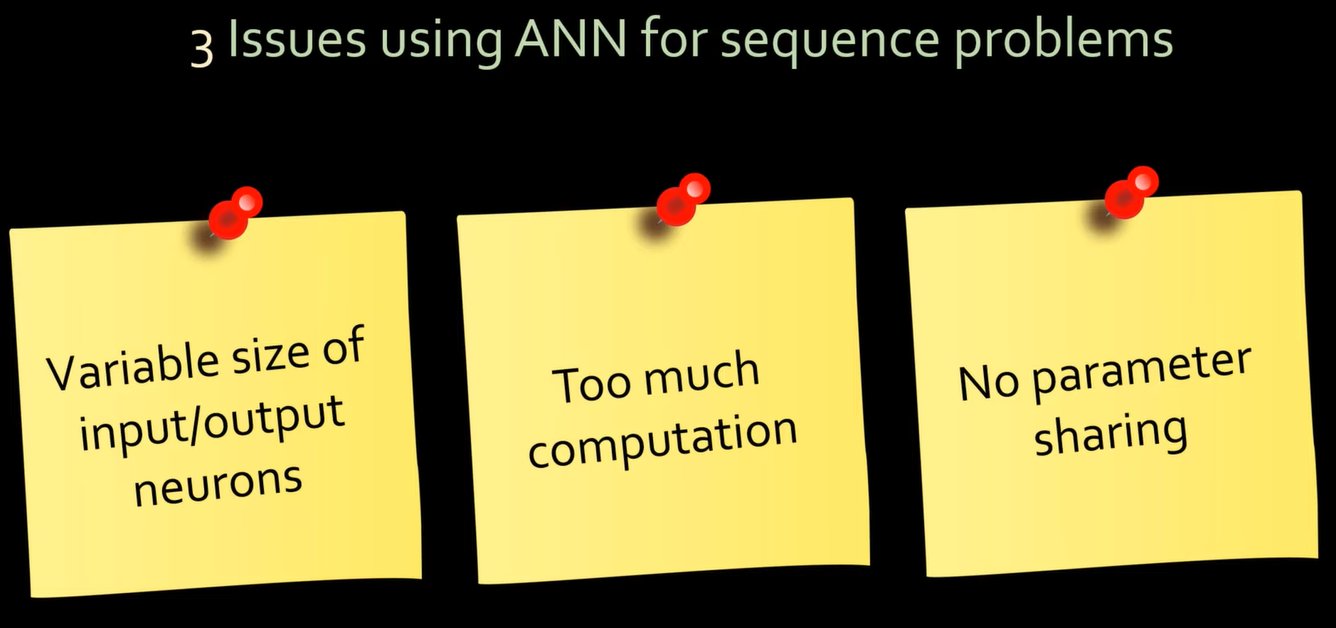 3 Issues using ANN for sequence problems
Variable size of
input/output
neurons
Too much
computation
No parameter
sharing